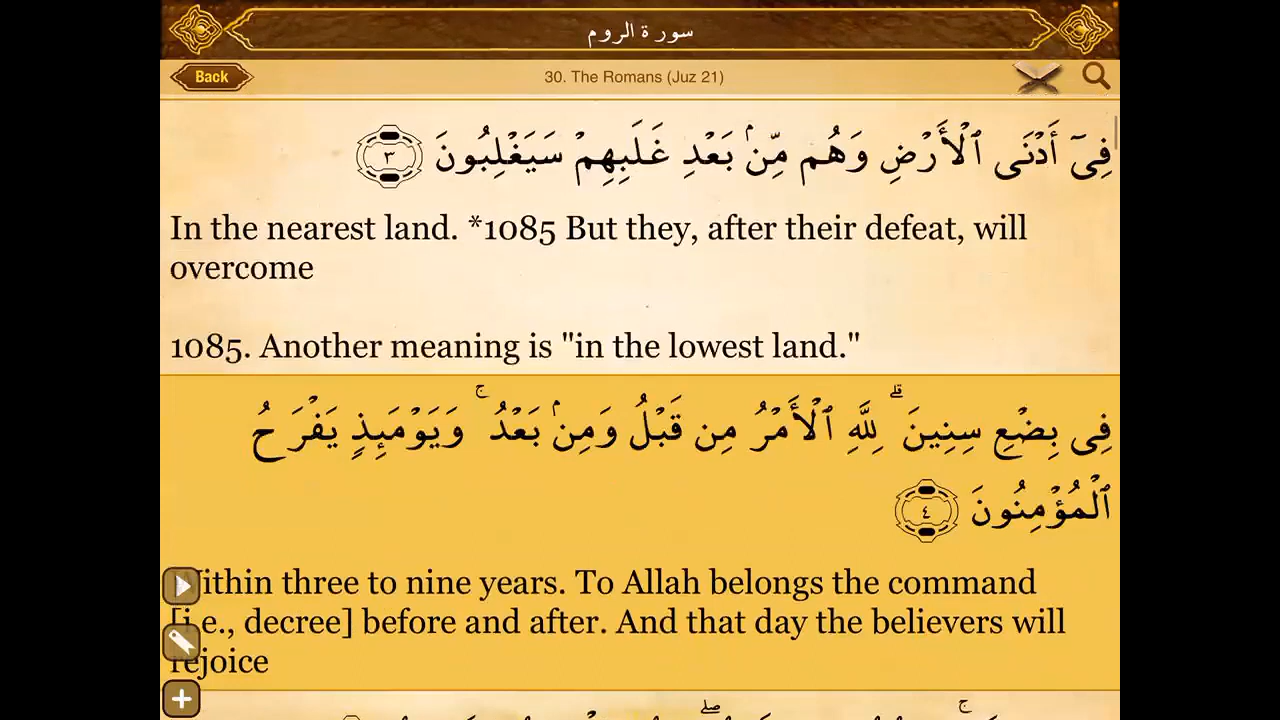 سورة الروم
Back
30. The Romans (Juz 21)
فِىٓ أَدْنَى ٱلْأَرْضِ وَهُم مِّنۢ بَعْدِ غَلَبِهِمْ سَيَغْلِبُونَ ٣
In the nearest land. *1085 But they, after their defeat, will
overcome
1085. Another meaning is "in the lowest land."
فِى بِضْعِ سِنِينَ ۗ لِلَّهِ ٱلْأَمْرُ مِن قَبْلُ وَمِنۢ بَعْدُ ۚ وَيَوْمَئِذٍ يَفْرَحُ
ٱلْمُؤْمِنُونَ ٤
Within three to nine years. To Allah belongs the command
[i.e., decree] before and after. And that day the believers will
rejoice